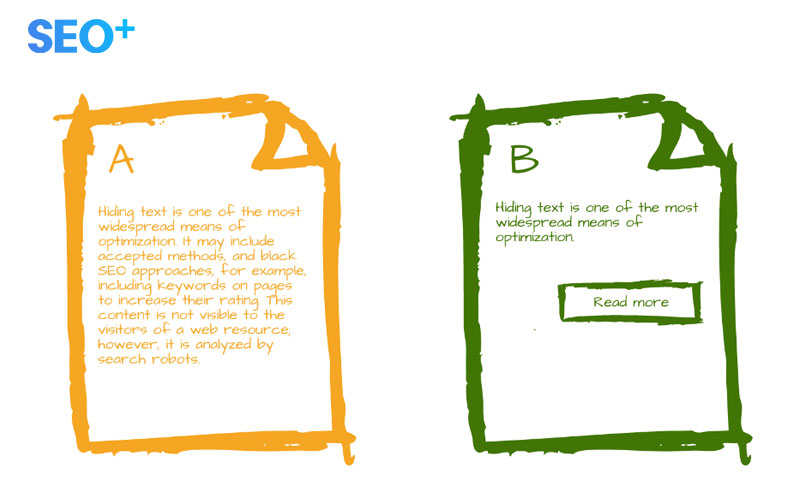 SEO+
A
Hiding text is one of the most
widespread means of
optimization. It may include
accepted methods, and black
SEO approaches, for example,
including keywords on pages
to increase their rating. This
content is not visible to the
visitors of a web resource;
however, it is analyzed by
search robots.
B
Hiding text is one of the most
widespread means of
optimization.
Read more